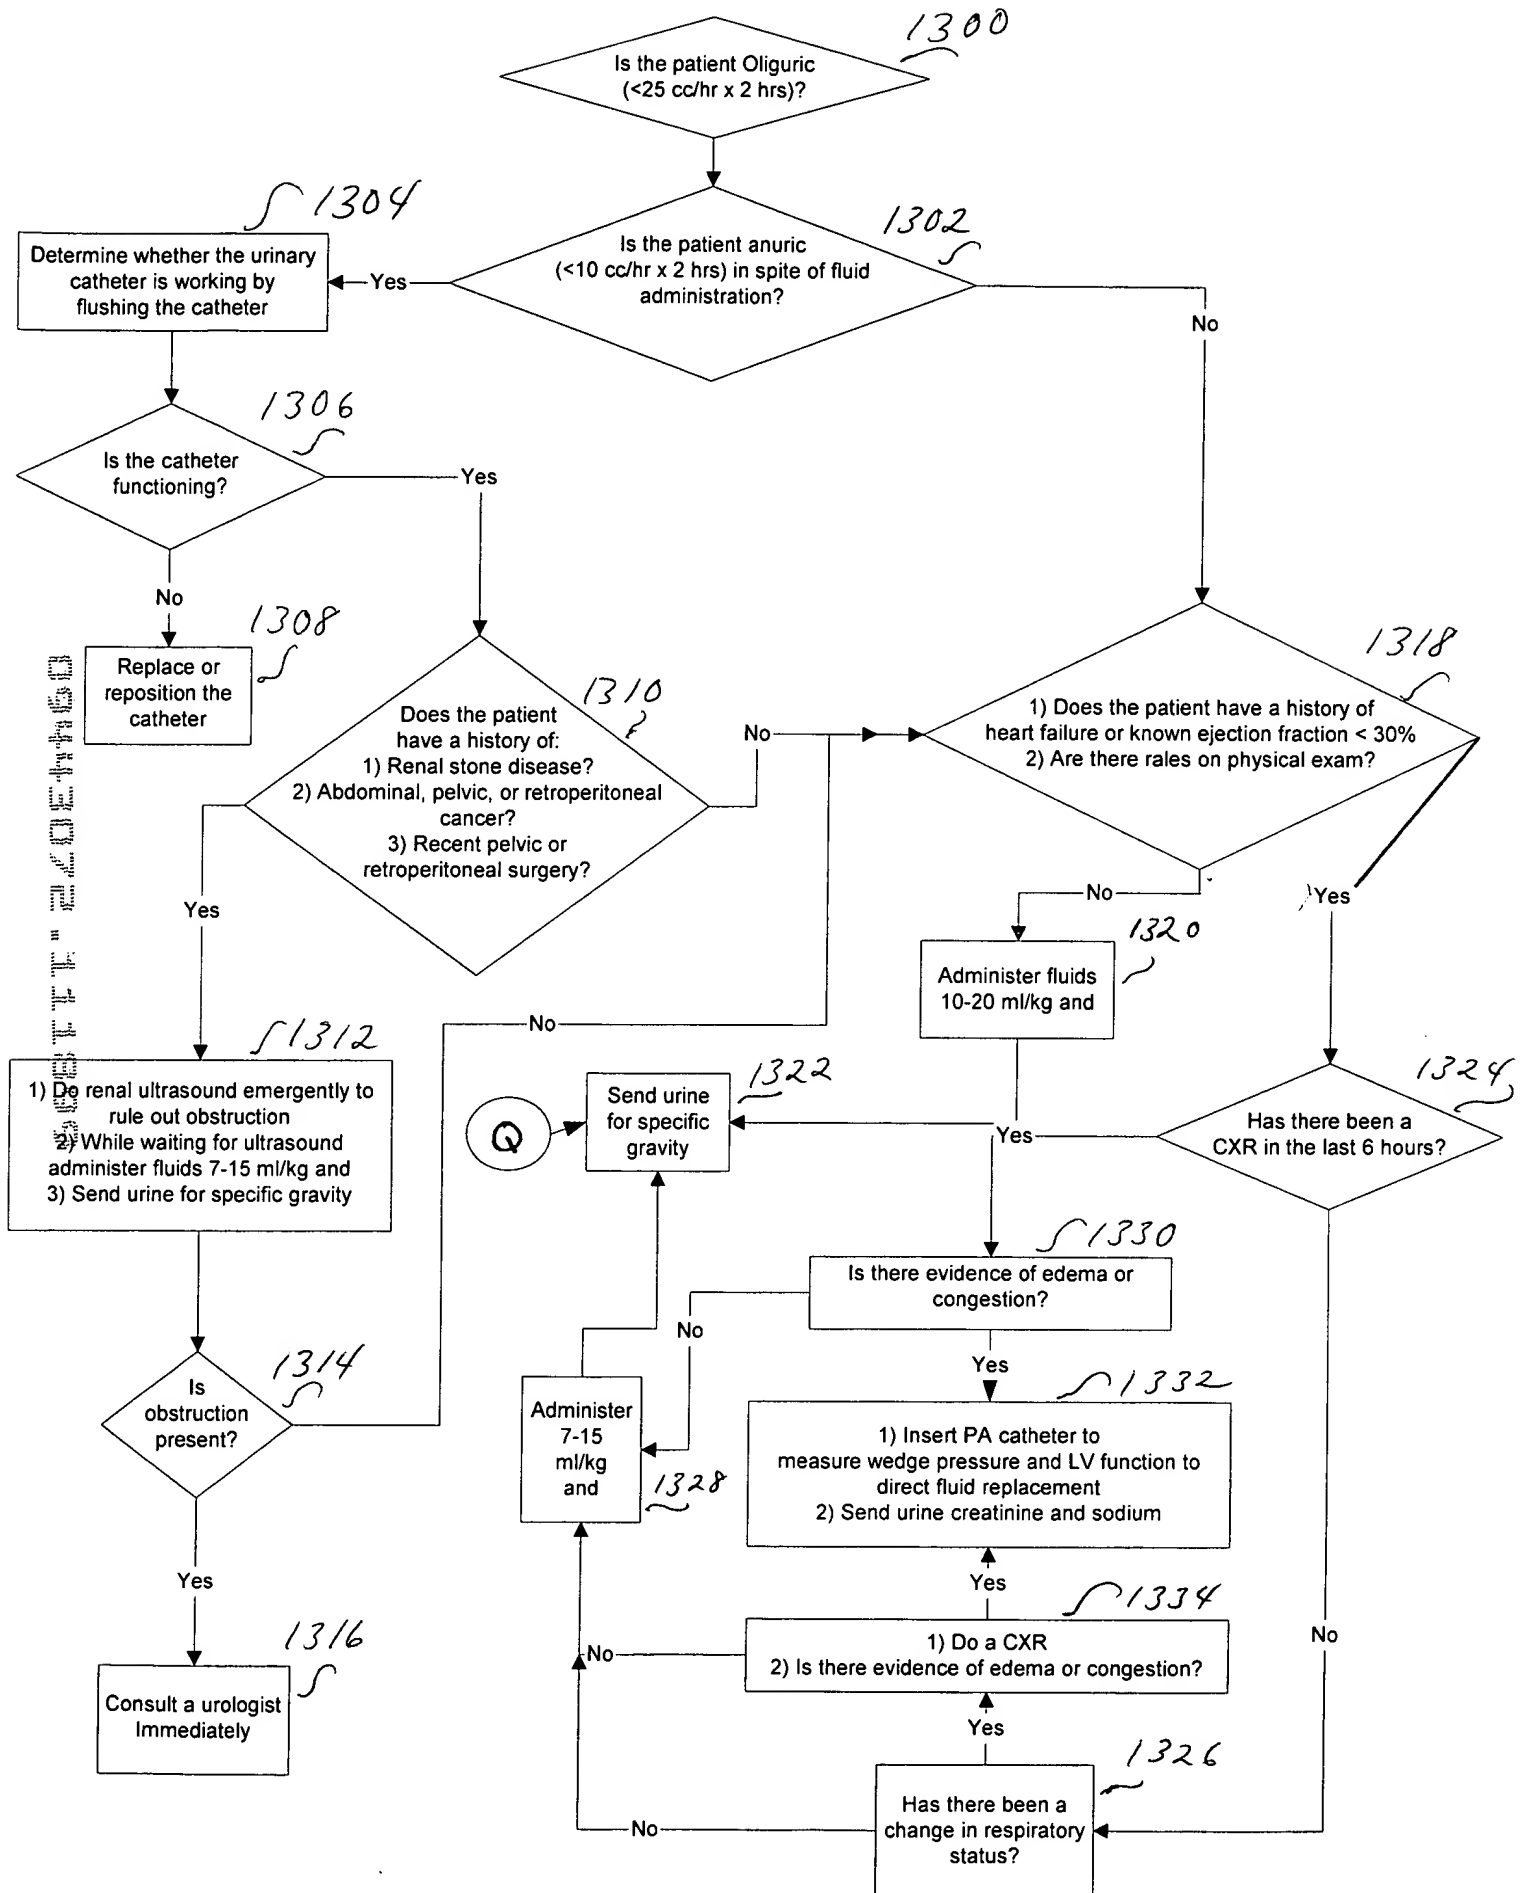 1300
Is the patient Oliguric
(<25 cc/hr x 2 hrs)?
1304
1302
Is the patient anuric
(<10 cc/hr x 2 hrs) in spite of fluid
administration?
Determine whether the urinary
catheter is working by
flushing the catheter
Yes
No
1306
Is the catheter
functioning?
Yes
No
1308
Replace or
reposition the
catheter
1310
Does the patient
have a history of:
1) Renal stone disease?
2) Abdominal, pelvic, or retroperitoneal
cancer?
3) Recent pelvic or
retroperitoneal surgery?
No
1318
1) Does the patient have a history of
heart failure or known ejection fraction < 30%
2) Are there rales on physical exam?
Yes
No
Yes
1320
Administer fluids
10-20 ml/kg and
No
1312
1) Do renal ultrasound emergently to
rule out obstruction
2) While waiting for ultrasound
administer fluids 7-15 ml/kg and
3) Send urine for specific gravity
1322
Send urine
for specific
gravity
Q
Yes
1324
Has there been a
CXR in the last 6 hours?
1330
Is there evidence of edema or
congestion?
No
Yes
1314
Is
obstruction
present?
1328
Administer
7-15
ml/kg
and
1332
1) Insert PA catheter to
measure wedge pressure and LV function to
direct fluid replacement
2) Send urine creatinine and sodium
Yes
Yes
1334
1) Do a CXR
2) Is there evidence of edema or congestion?
No
No
1316
Consult a urologist
Immediately
Yes
1326
Has there been a
change in respiratory
status?
No